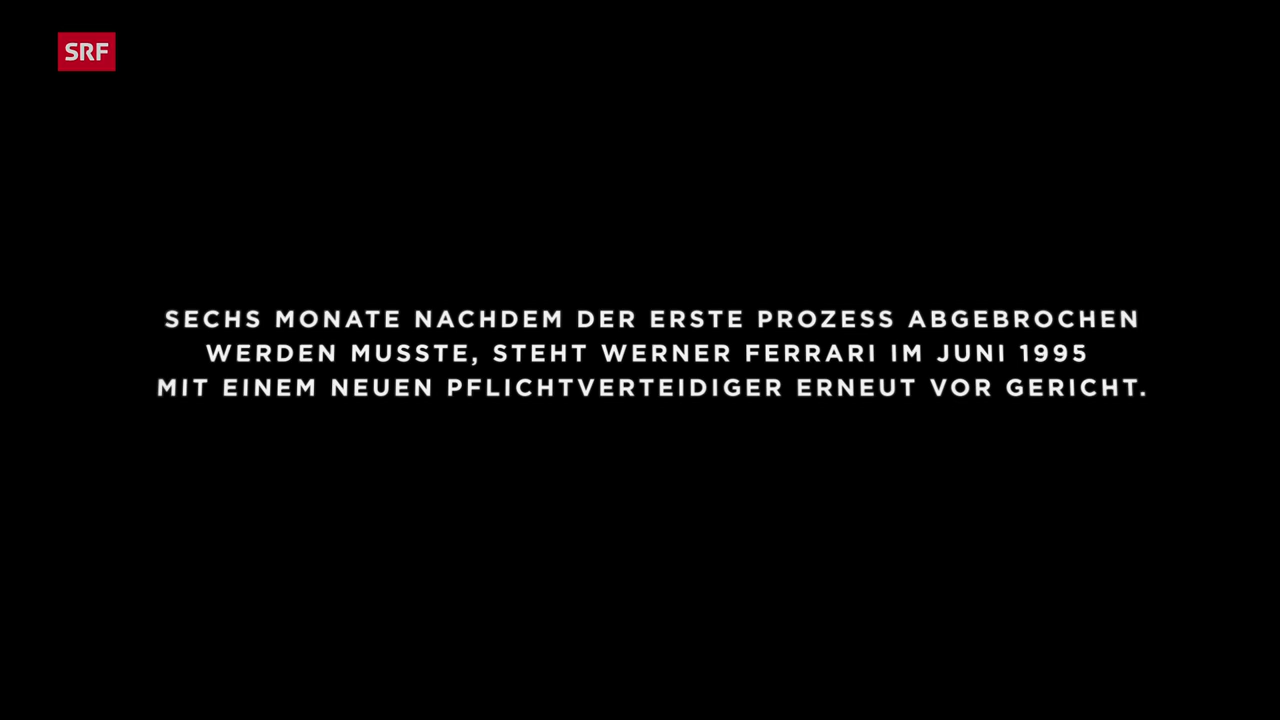 SRF
SECHS MONATE NACHDEM DER ERSTE PROZESS ABGEBROCHEN
WERDEN MUSSTE, STEHT WERNER FERRARI IM JUNI 1995
MIT EINEM NEUEN PFLICHTVERTEIDIGER ERNEUT VOR GERICHT.